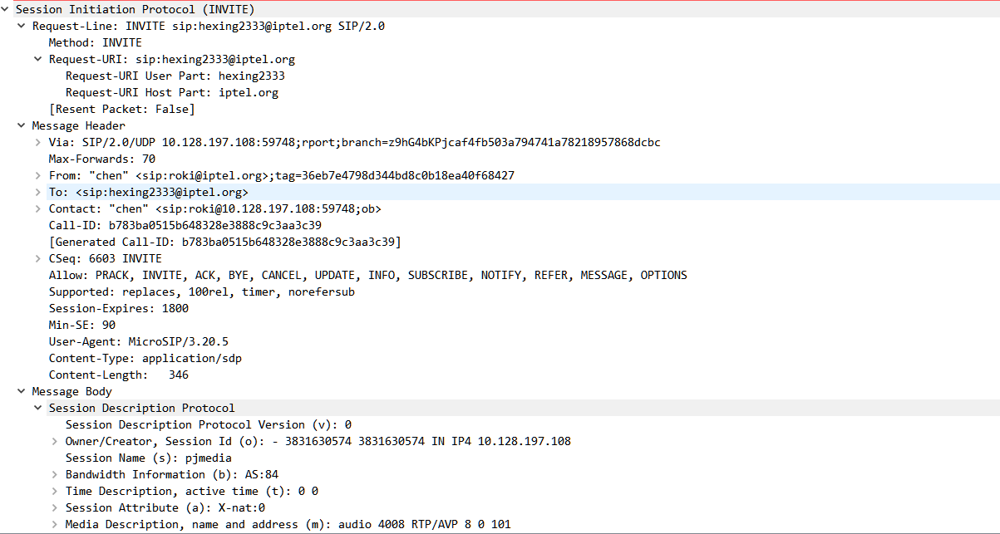 Session Initiation Protocol (INVITE)
Request-Line: INVITE sip:hexing2333@iptel.org SIP/2.0
Method: INVITE
Request-URI: sip:hexing2333@iptel.org
Request-URI User Part: hexing2333
Request-URI Host Part: iptel.org
[Resent Packet: False]
Message Header
Via: SIP/2.0/UDP 10.128.197.108:59748;rport;branch=z9hG4bKPjcaf4fb503a794741a78218957868dcbc
Max-Forwards: 70
From: "chen" <sip:roki@iptel.org>;tag=36eb7e4798d344bd8c0b18ea40f68427
To: <sip:hexing2333@iptel.org>
Contact: "chen" <sip:roki@10.128.197.108:59748;ob>
Call-ID: b783ba0515b648328e3888c9c3aa3c39
[Generated Call-ID: b783ba0515b648328e3888c9c3aa3c39]
CSeq: 6603 INVITE
Allow: PRACK, INVITE, ACK, BYE, CANCEL, UPDATE, INFO, SUBSCRIBE, NOTIFY, REFER, MESSAGE, OPTIONS
Supported: replaces, 100rel, timer, norefersub
Session-Expires: 1800
Min-SE: 90
User-Agent: MicroSIP/3.20.5
Content-Type: application/sdp
Content-Length:   346
Message Body
Session Description Protocol
Session Description Protocol Version (v): 0
Owner/Creator, Session Id (o): - 3831630574 3831630574 IN IP4 10.128.197.108
Session Name (s): pjmedia
Bandwidth Information (b): AS:84
Time Description, active time (t): 0 0
Session Attribute (a): X-nat:0
Media Description, name and address (m): audio 4008 RTP/AVP 8 0 101